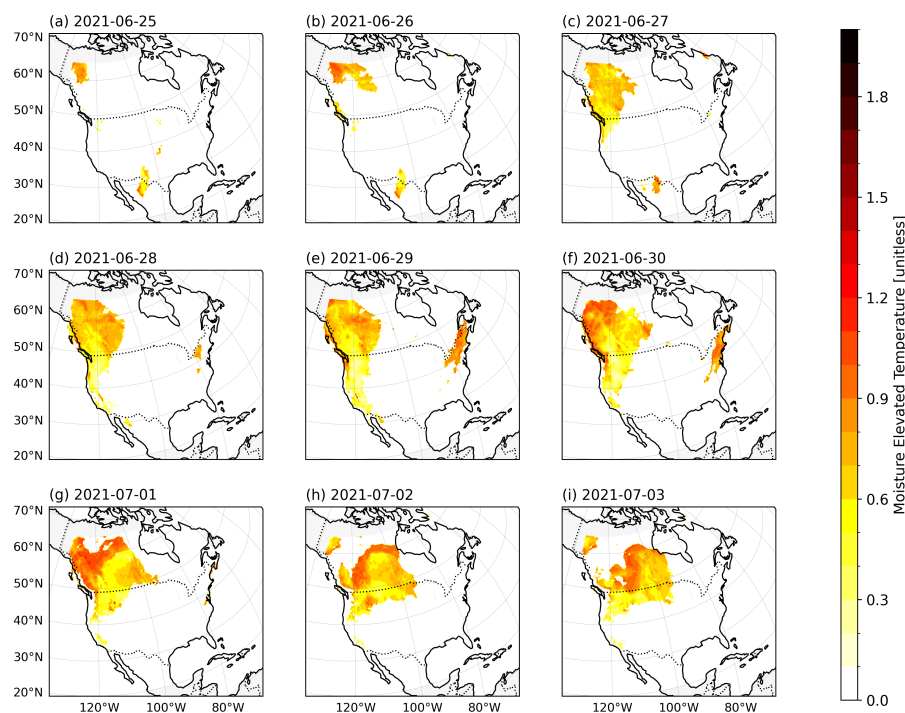 (a) 2021-06-25
(b) 2021-06-26
(c) 2021-06-27
70°N
60°N
50°N
40°N
30°N
20°N
(d) 2021-06-28
(e) 2021-06-29
(f) 2021-06-30
70°N
60°N
50°N
40°N
30°N
20°N
(g) 2021-07-01
(h) 2021-07-02
(i) 2021-07-03
70°N
60°N
50°N
40°N
30°N
20°N
120°W 100°W 80°W
120°W 100°W 80°W
120°W 100°W 80°W
1.8
1.5
1.2
0.9
0.6
0.3
0.0
Moisture Elevated Temperature [unitless]